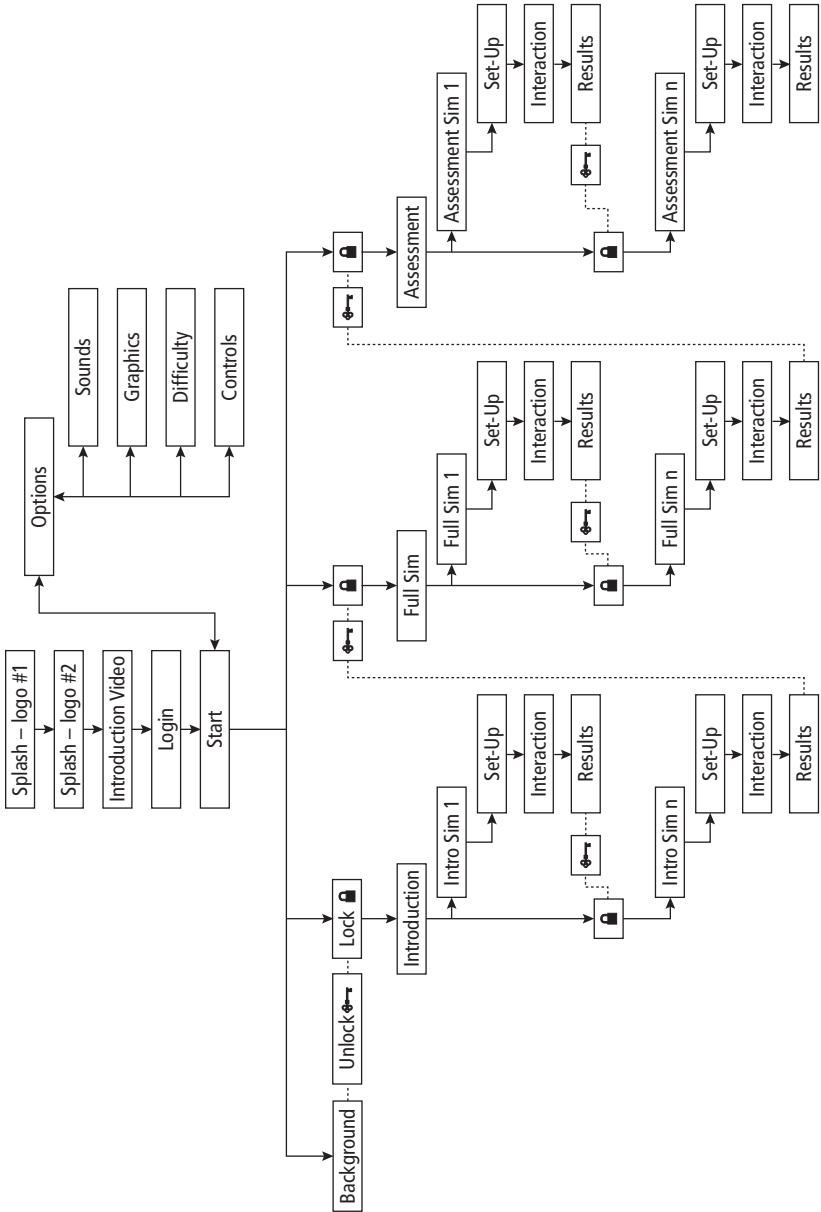 Splash – logo #1
Splash – logo #2
Introduction Video
Login
Start
Options
Sounds
Graphics
Difficulty
Controls
Background
Unlock
Lock
Introduction
Intro Sim 1
Set-Up
Interaction
Results
Intro Sim n
Set-Up
Interaction
Results
Full Sim
Full Sim 1
Set-Up
Interaction
Results
Full Sim n
Set-Up
Interaction
Results
Assessment
Assessment Sim 1
Set-Up
Interaction
Results
Assessment Sim n
Set-Up
Interaction
Results